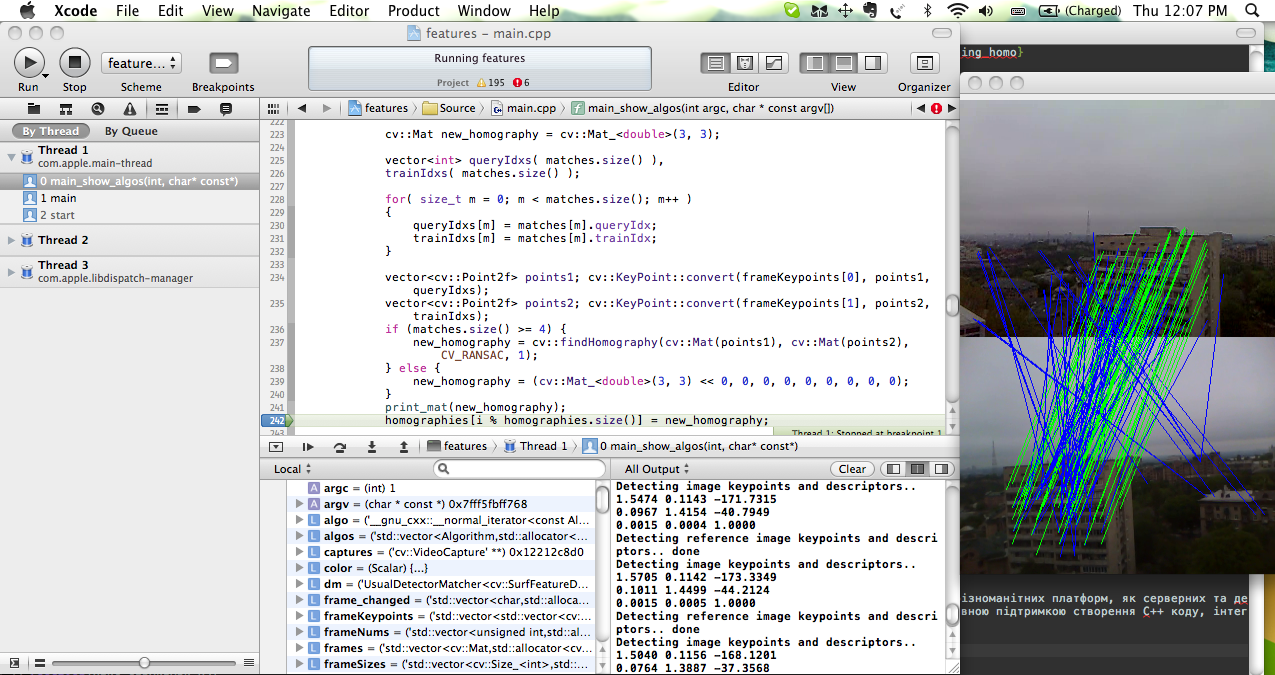 Xcode File Edit View Navigate Editor Product Window Help (Charged) Thu 12:07 PM
features – main.cpp
ing_homo}
feature...
Running features
Project 195 6
Run Stop Scheme Breakpoints Editor View Organizer
features Source main.cpp main_show_algos(int argc, char * const argv[])
By Thread By Queue
Thread 1
com.apple.main-thread
0 main_show_algos(int, char* const*)
1 main
2 start
Thread 2
Thread 3
com.apple.libdispatch-manager
222
223 cv::Mat new_homography = cv::Mat_<double>(3, 3);
224
225 vector<int> queryIdxs( matches.size() ),
226 trainIdxs( matches.size() );
227
228 for( size_t m = 0; m < matches.size(); m++ )
229 {
230 queryIdxs[m] = matches[m].queryIdx;
231 trainIdxs[m] = matches[m].trainIdx;
232 }
233
234 vector<cv::Point2f> points1; cv::KeyPoint::convert(frameKeypoints[0], points1,
queryIdxs);
235 vector<cv::Point2f> points2; cv::KeyPoint::convert(frameKeypoints[1], points2,
trainIdxs);
236 if (matches.size() >= 4) {
237 new_homography = cv::findHomography(cv::Mat(points1), cv::Mat(points2),
CV_RANSAC, 1);
238 } else {
239 new_homography = (cv::Mat_<double>(3, 3) << 0, 0, 0, 0, 0, 0, 0, 0, 0);
240 }
241 print_mat(new_homography);
242 homographies[i % homographies.size()] = new_homography;
243 Thread 1: Stopped at breakpoint 1
features Thread 1 0 main_show_algos(int, char* const*)
Local
argc = (int) 1
argv = (char * const *) 0x7fff5fbff768
algo = ('__gnu_cxx::__normal_iterator<const Al...
algos = ('std::vector<Algorithm,std::allocator<...
captures = ('cv::VideoCapture' **) 0x12212c8d0
color = (Scalar) {...}
dm = ('UsualDetectorMatcher<cv::SurfFeatureD...
frame_changed = ('std::vector<char,std::alloca...
frameKeypoints = ('std::vector<std::vector<cv:...
frameNums = ('std::vector<unsigned int,std::al...
frames = ('std::vector<cv::Mat,std::allocator<cv...
frameSizes = ('std::vector<cv::Size_<int>,std::...
All Output Clear
Detecting image keypoints and descriptors..
1.5474 0.1143 -171.7315
0.0967 1.4154 -40.7949
0.0015 0.0004 1.0000
Detecting reference image keypoints and descri
ptors.. done
Detecting image keypoints and descriptors..
1.5705 0.1142 -173.3349
0.1011 1.4499 -44.2124
0.0015 0.0005 1.0000
Detecting reference image keypoints and descri
ptors.. done
Detecting image keypoints and descriptors..
1.5040 0.1156 -168.1201
0.0764 1.3887 -37.3568
ізноманітних платформ, як серверних та де
вною підтримкою створення C++ коду, інтег